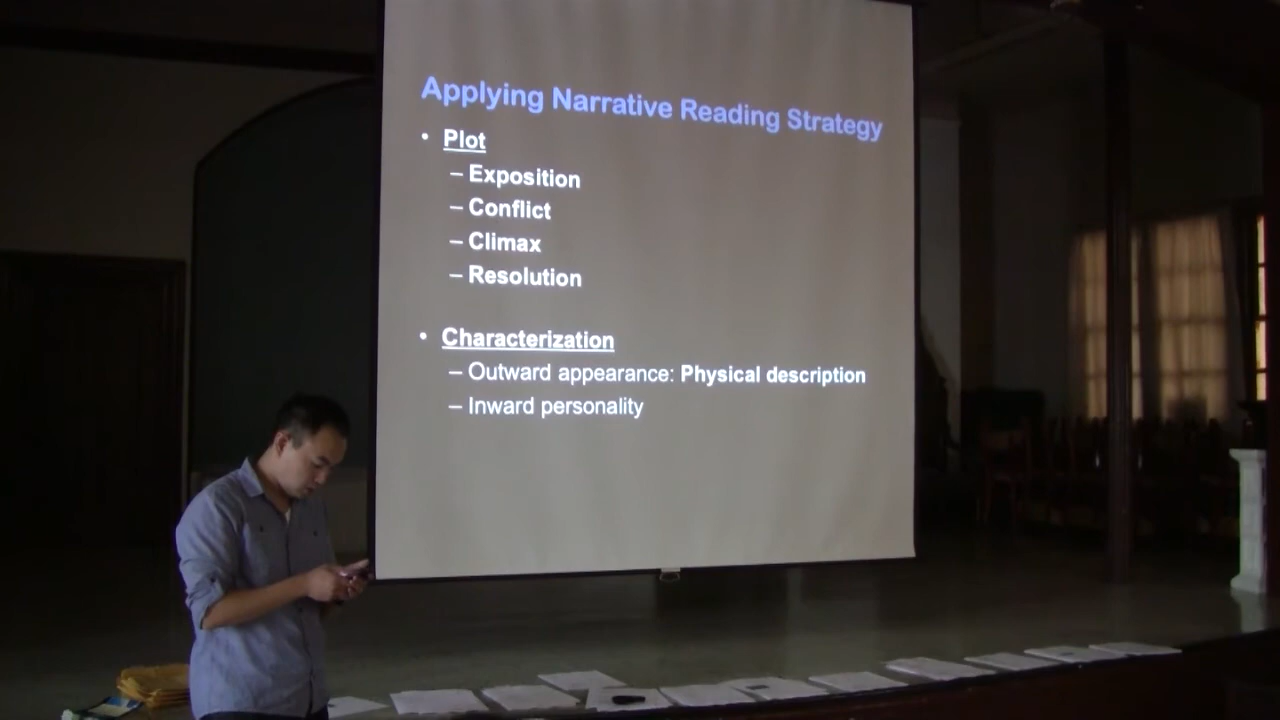 Applying Narrative Reading Strategy
• Plot
– Exposition
– Conflict
– Climax
– Resolution
• Characterization
– Outward appearance: Physical description
– Inward personality